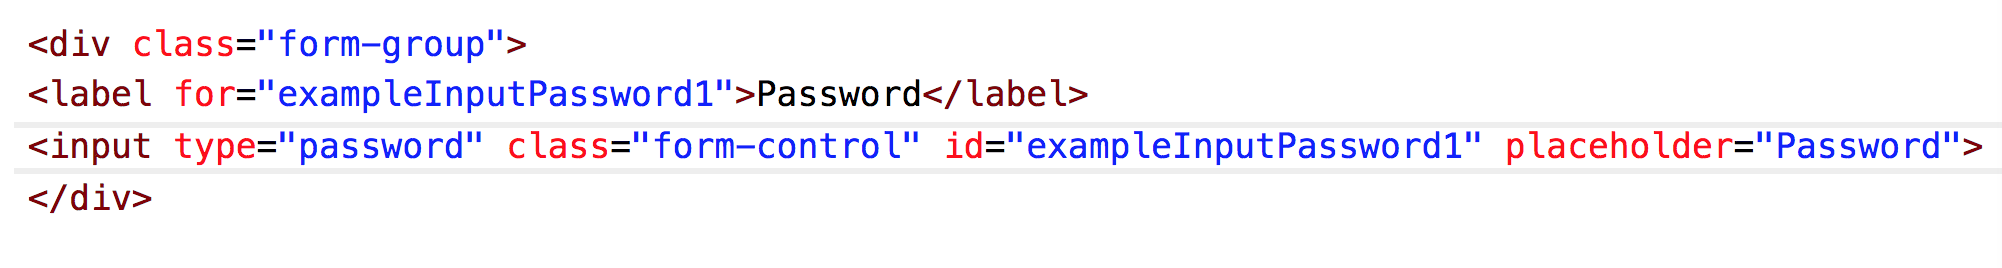 <div class="form-group">
<label for="exampleInputPassword1">Password</label>
<input type="password" class="form-control" id="exampleInputPassword1" placeholder="Password">
</div>